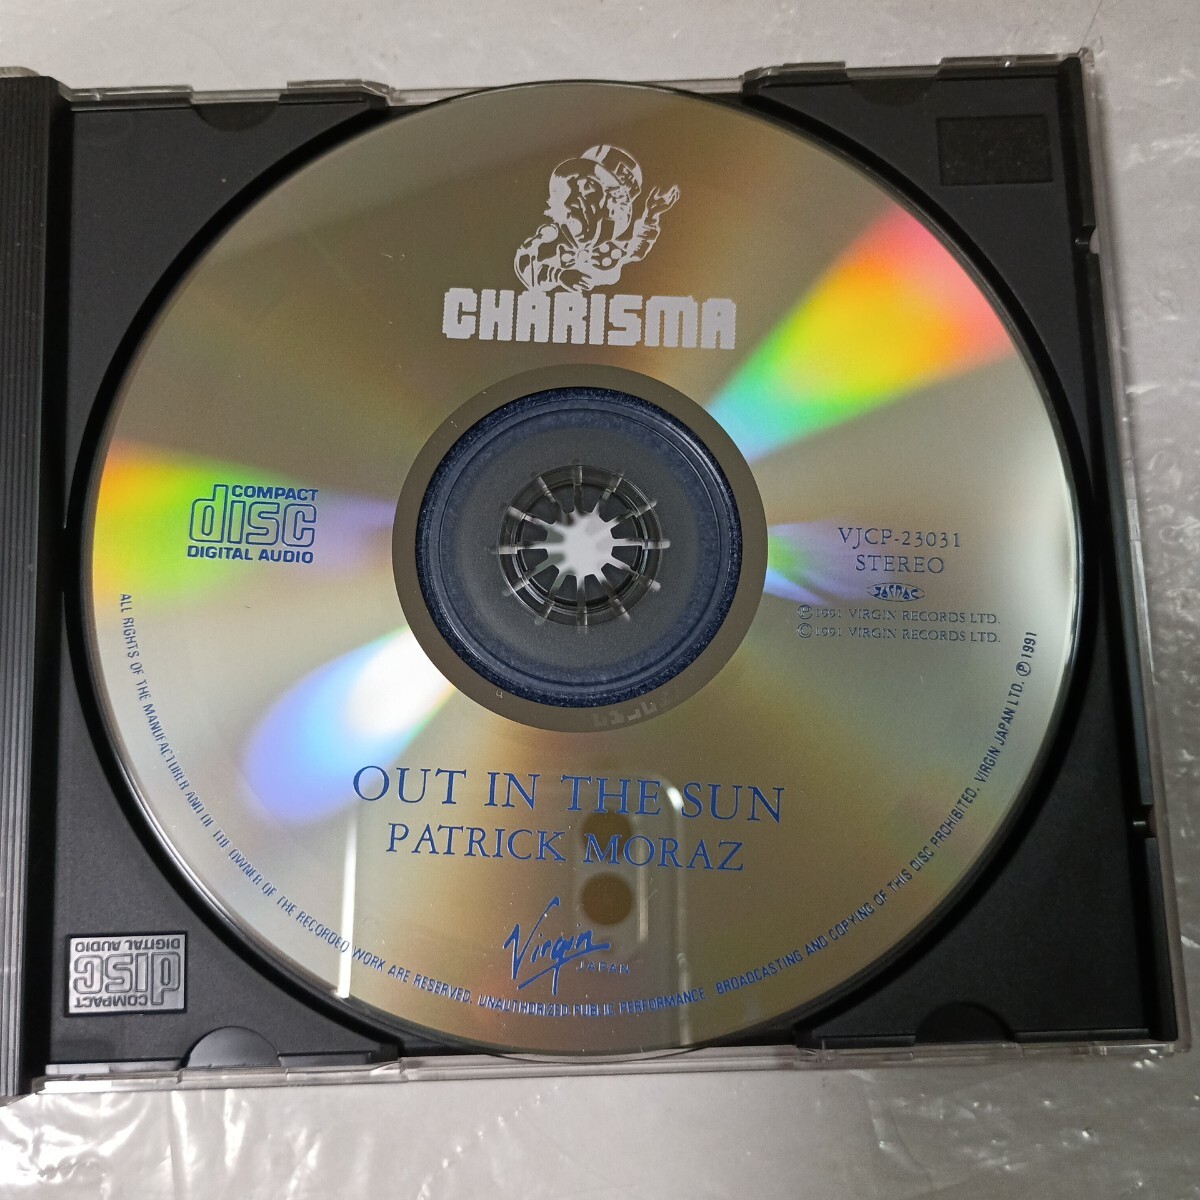 CHARISMA
COMPACT
disc
DIGITAL AUDIO
VJCP-23031
STEREO
JASRAC
℗1991 VIRGIN RECORDS LTD.
©1991 VIRGIN RECORDS LTD.
OUT IN THE SUN
PATRICK MORAZ
Virgin
JAPAN
ALL RIGHTS OF THE MANUFACTURER AND OF THE OWNER OF THE RECORDED WORK ARE RESERVED. UNAUTHORIZED PUBLIC PERFORMANCE BROADCASTING AND COPYING OF THIS DISC PROHIBITED. VIRGIN JAPAN LTD. ℗1991
COMPACT
disc
DIGITAL AUDIO